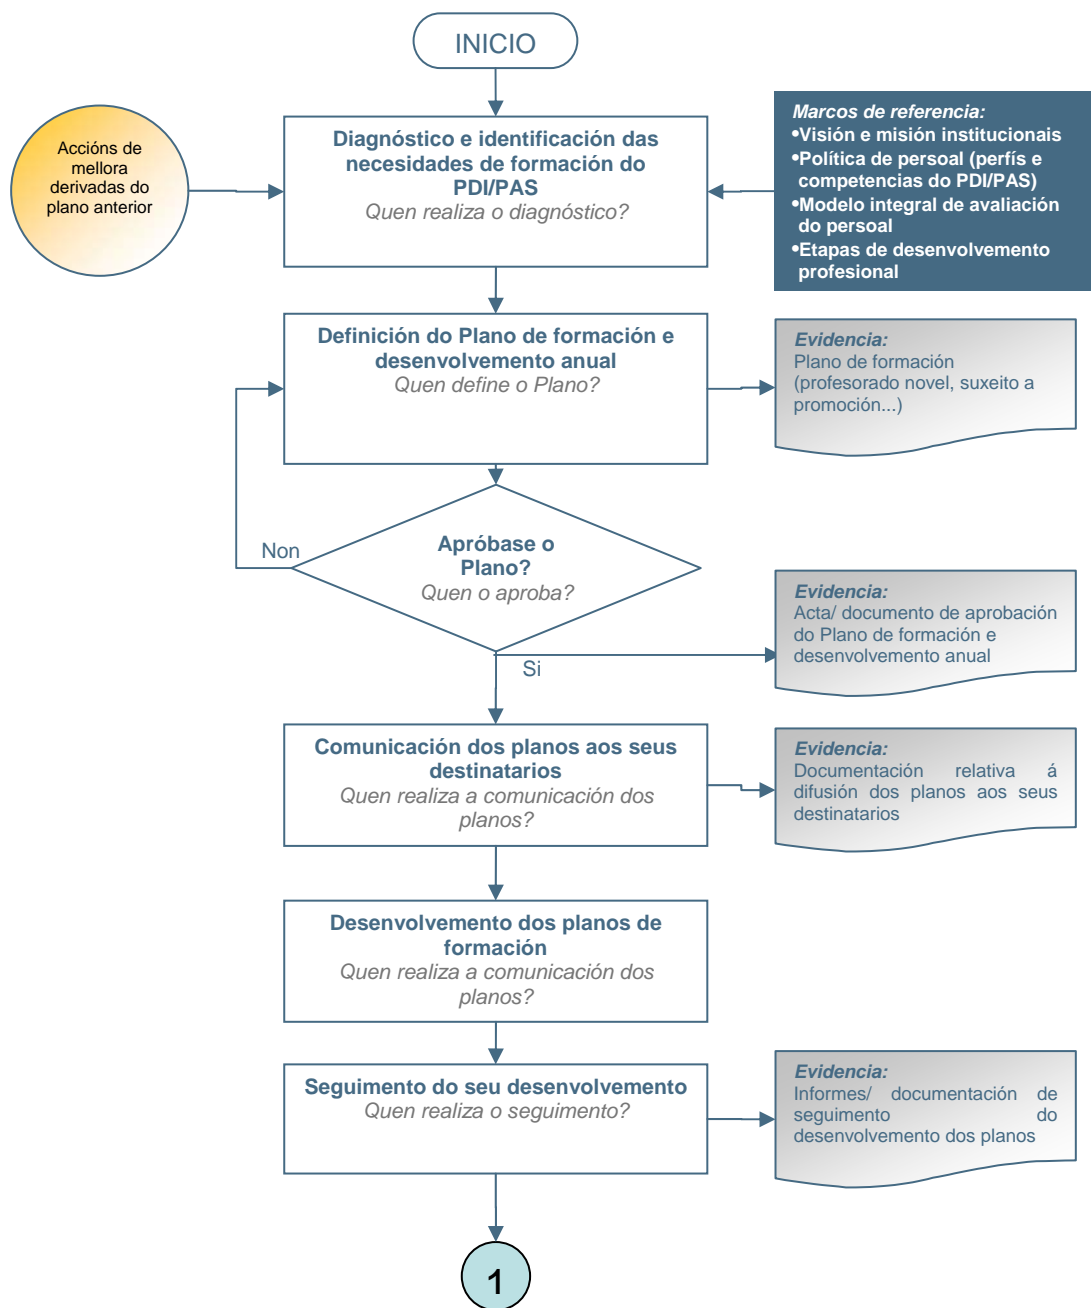 INICIO
Accións de
mellora
derivadas do
plano anterior
Diagnóstico e identificación das
necesidades de formación do
PDI/PAS
Quen realiza o diagnóstico?
Marcos de referencia:
•Visión e misión institucionais
•Política de persoal (perfís e
competencias do PDI/PAS)
•Modelo integral de avaliación
do persoal
•Etapas de desenvolvemento
profesional
Definición do Plano de formación e
desenvolvemento anual
Quen define o Plano?
Evidencia:
Plano de formación
(profesorado novel, suxeito a
promoción...)
Non
Apróbase o
Plano?
Quen o aproba?
Si
Evidencia:
Acta/ documento de aprobación
do Plano de formación e
desenvolvemento anual
Comunicación dos planos aos seus
destinatarios
Quen realiza a comunicación dos
planos?
Evidencia:
Documentación relativa á
difusión dos planos aos seus
destinatarios
Desenvolvemento dos planos de
formación
Quen realiza a comunicación dos
planos?
Seguimento do seu desenvolvemento
Quen realiza o seguimento?
Evidencia:
Informes/ documentación de
seguimento do
desenvolvemento dos planos
1